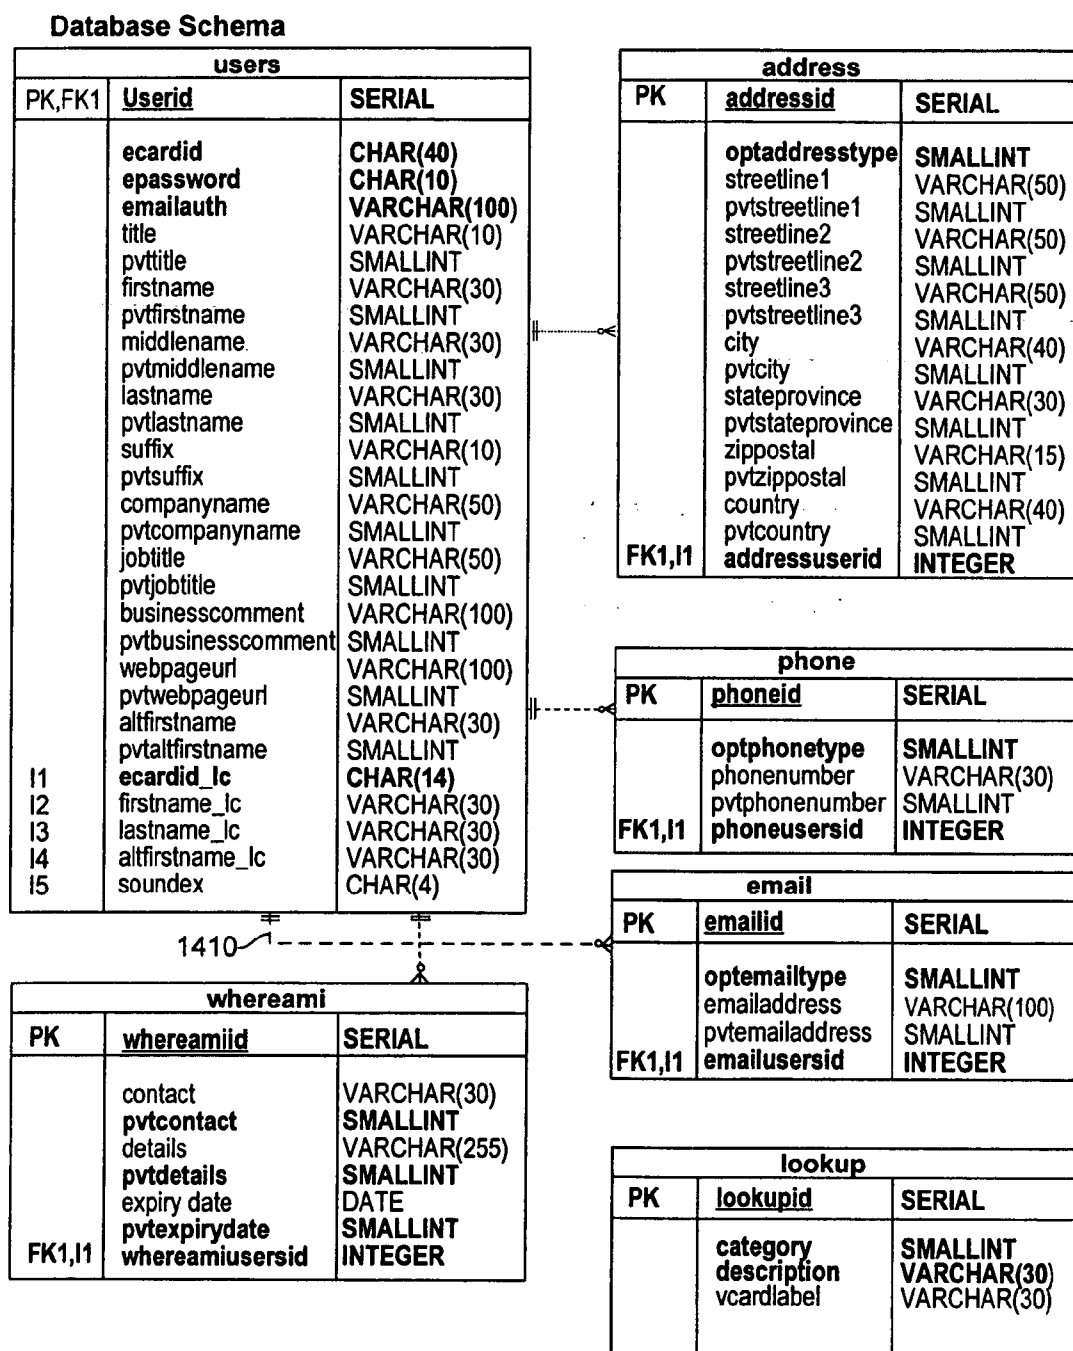 Database Schema
users
PK,FK1 Userid SERIAL
ecardid CHAR(40)
epassword CHAR(10)
emailauth VARCHAR(100)
title VARCHAR(10)
pvttitle SMALLINT
firstname VARCHAR(30)
pvtfirstname SMALLINT
middlename VARCHAR(30)
pvtmiddlename SMALLINT
lastname VARCHAR(30)
pvtlastname SMALLINT
suffix VARCHAR(10)
pvtsuffix SMALLINT
companyname VARCHAR(50)
pvtcompanyname SMALLINT
jobtitle VARCHAR(50)
pvtjobtitle SMALLINT
businesscomment VARCHAR(100)
pvtbusinesscomment SMALLINT
webpageurl VARCHAR(100)
pvtwebpageurl SMALLINT
altfirstname VARCHAR(30)
pvtaltfirstname SMALLINT
I1 ecardid_lc CHAR(14)
I2 firstname_lc VARCHAR(30)
I3 lastname_lc VARCHAR(30)
I4 altfirstname_lc VARCHAR(30)
I5 soundex CHAR(4)
1410
whereami
PK whereamiid SERIAL
contact VARCHAR(30)
pvtcontact SMALLINT
details VARCHAR(255)
pvtdetails SMALLINT
expiry date DATE
pvtexpirydate SMALLINT
FK1,I1 whereamiusersid INTEGER
address
PK addressid SERIAL
optaddresstype SMALLINT
streetline1 VARCHAR(50)
pvtstreetline1 SMALLINT
streetline2 VARCHAR(50)
pvtstreetline2 SMALLINT
streetline3 VARCHAR(50)
pvtstreetline3 SMALLINT
city VARCHAR(40)
pvtcity SMALLINT
stateprovince VARCHAR(30)
pvtstateprovince SMALLINT
zippostal VARCHAR(15)
pvtzippostal SMALLINT
country VARCHAR(40)
pvtcountry SMALLINT
FK1,I1 addressuserid INTEGER
phone
PK phoneid SERIAL
optphonetype SMALLINT
phonenumber VARCHAR(30)
pvtphonenumber SMALLINT
FK1,I1 phoneusersid INTEGER
email
PK emailid SERIAL
optemailtype SMALLINT
emailaddress VARCHAR(100)
pvtemailaddress SMALLINT
FK1,I1 emailusersid INTEGER
lookup
PK lookupid SERIAL
category SMALLINT
description VARCHAR(30)
vcardlabel VARCHAR(30)